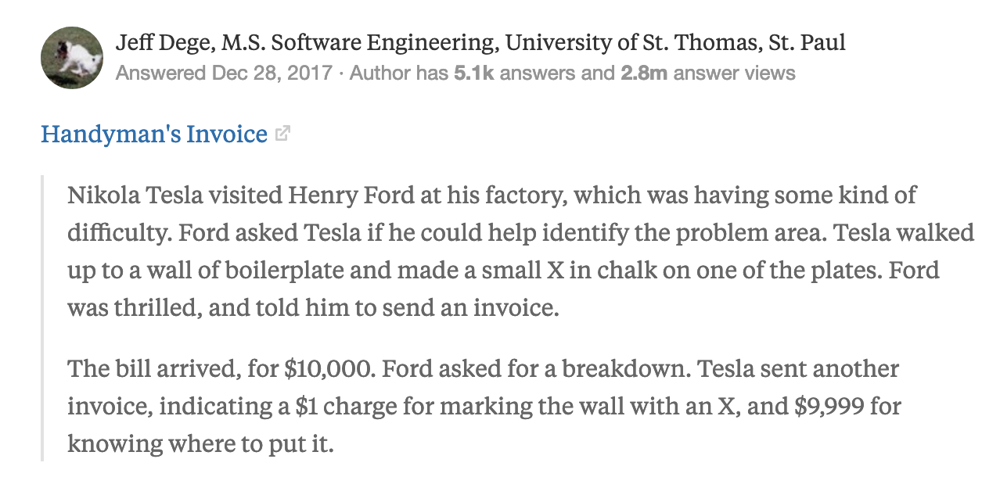 Jeff Dege, M.S. Software Engineering, University of St. Thomas, St. Paul
Answered Dec 28, 2017 · Author has 5.1k answers and 2.8m answer views
Handyman's Invoice
Nikola Tesla visited Henry Ford at his factory, which was having some kind of
difficulty. Ford asked Tesla if he could help identify the problem area. Tesla walked
up to a wall of boilerplate and made a small X in chalk on one of the plates. Ford
was thrilled, and told him to send an invoice.
The bill arrived, for $10,000. Ford asked for a breakdown. Tesla sent another
invoice, indicating a $1 charge for marking the wall with an X, and $9,999 for
knowing where to put it.